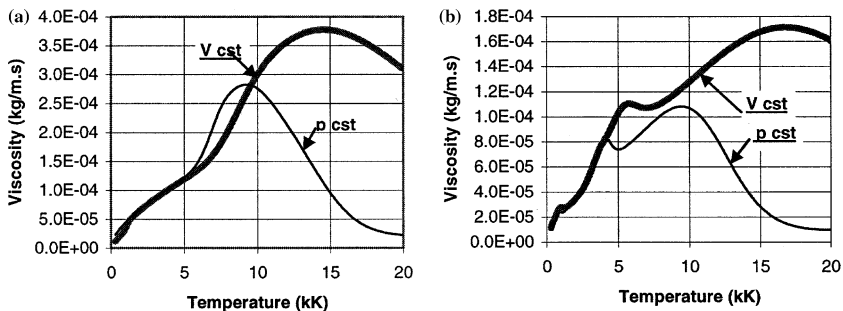 (a)
4.0E-04
3.5E-04
3.0E-04
2.5E-04
2.0E-04
1.5E-04
1.0E-04
5.0E-05
0.0E+00
Viscosity (kg/m.s)
V cst
p cst
0
5
10
15
20
Temperature (kK)
(b)
1.8E-04
1.6E-04
1.4E-04
1.2E-04
1.0E-04
8.0E-05
6.0E-05
4.0E-05
2.0E-05
0.0E+00
Viscosity (kg/m.s)
V cst
p cst
0
5
10
15
20
Temperature (kK)